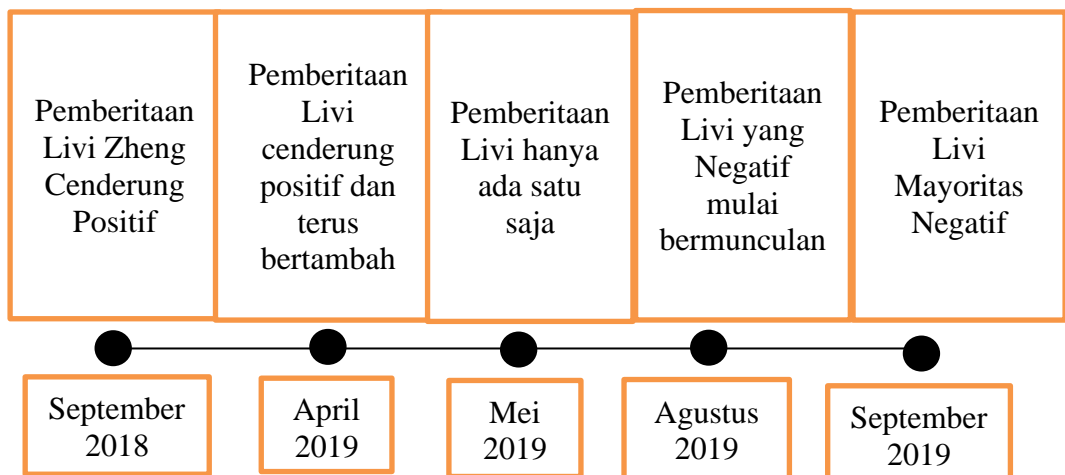 Pemberitaan
Livi Zheng
Cenderung
Positif
Pemberitaan
Livi
cenderung
positif dan
terus
bertambah
Pemberitaan
Livi hanya
ada satu
saja
Pemberitaan
Livi yang
Negatif
mulai
bermunculan
Pemberitaan
Livi
Mayoritas
Negatif
September
2018
April
2019
Mei
2019
Agustus
2019
September
2019